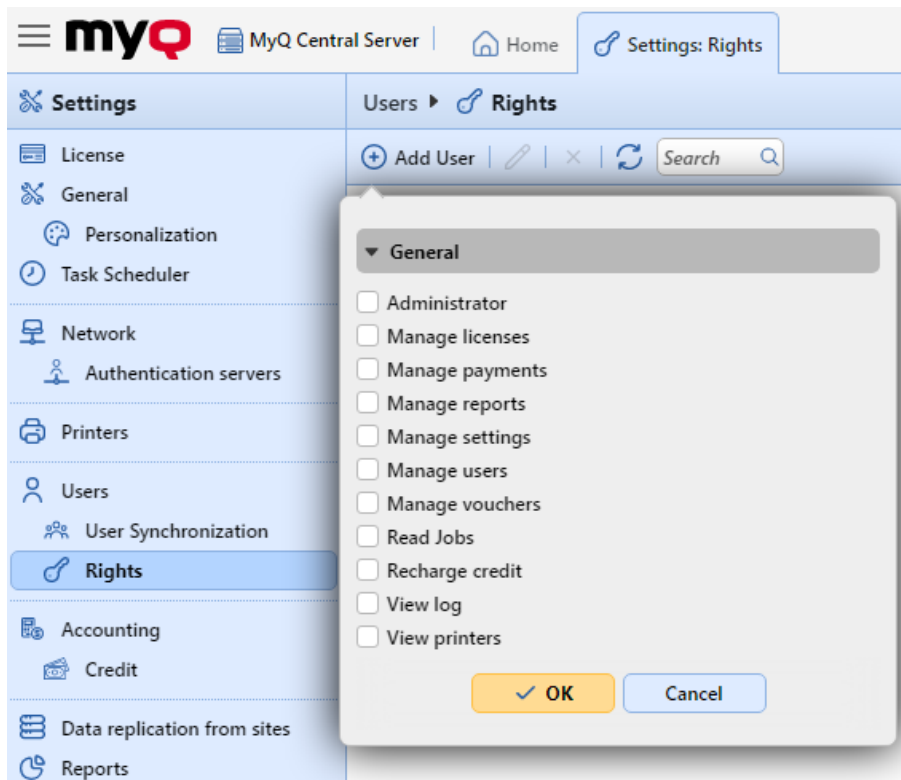 myQ MyQ Central Server Home Settings: Rights
Settings
Users Rights
License
General
Personalization
Task Scheduler
Network
Authentication servers
Printers
Users
User Synchronization
Rights
Accounting
Credit
Data replication from sites
Reports
Add User Search
General
Administrator
Manage licenses
Manage payments
Manage reports
Manage settings
Manage users
Manage vouchers
Read Jobs
Recharge credit
View log
View printers
OK Cancel